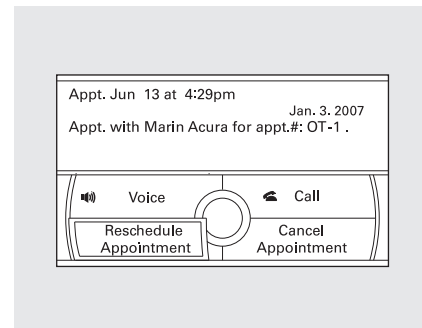 Appt. Jun 13 at 4:29pm
Jan. 3. 2007
Appt. with Marin Acura for appt.#: OT-1 .
Voice
Call
Reschedule Appointment
Cancel Appointment